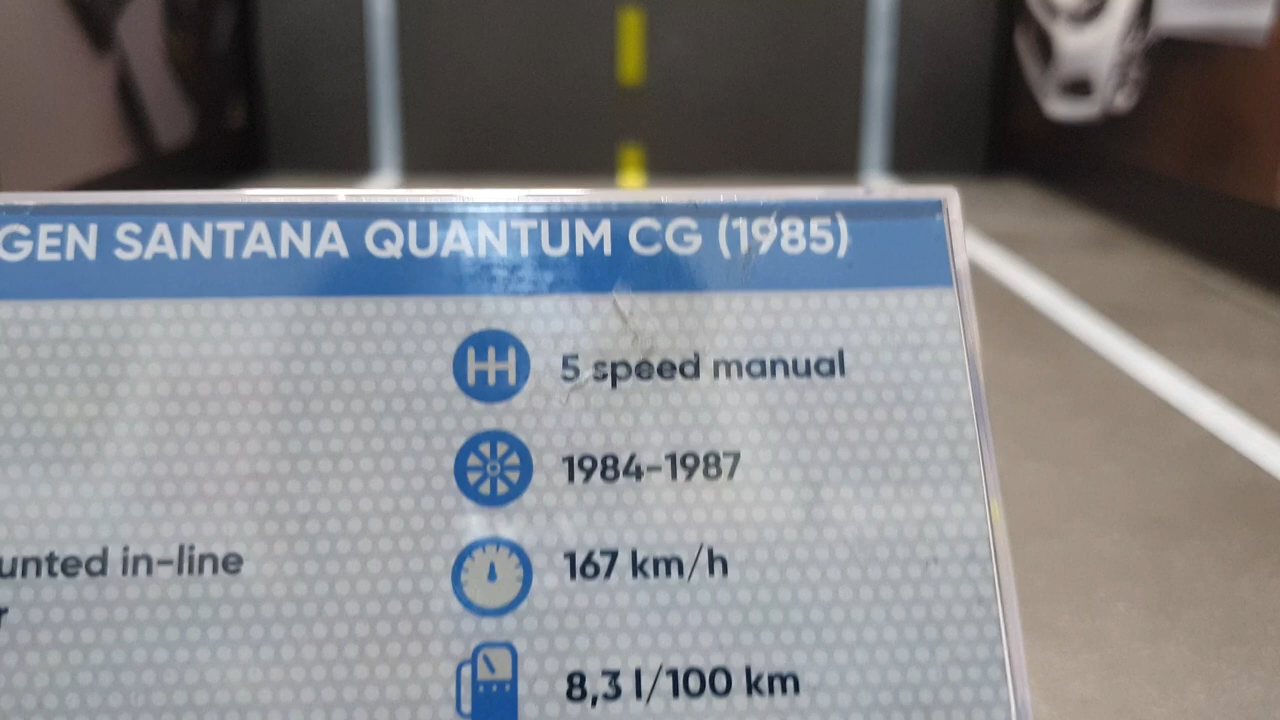 GEN SANTANA QUANTUM CG (1985)
5 speed manual
1984-1987
unted in-line
167 km/h
r
8,3 l/100 km